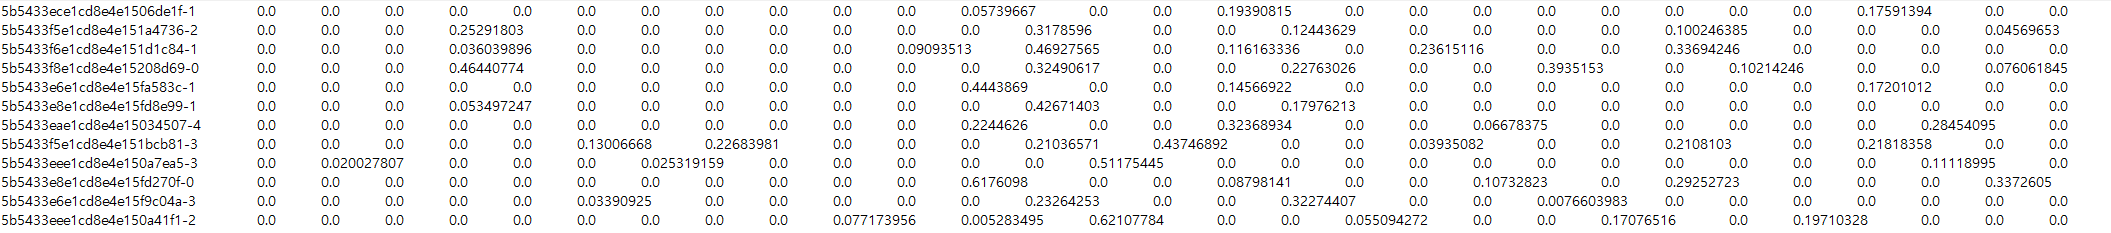 5b5433ece1cd8e4e1506de1f-1 0.0 0.0 0.0 0.0 0.0 0.0 0.0 0.0 0.0 0.0 0.0 0.05739667 0.0 0.0 0.19390815 0.0 0.0 0.0 0.0 0.0 0.0 0.0 0.0 0.17591394 0.0 0.0
5b5433f5e1cd8e4e151a4736-2 0.0 0.0 0.0 0.25291803 0.0 0.0 0.0 0.0 0.0 0.0 0.0 0.3178596 0.0 0.0 0.12443629 0.0 0.0 0.0 0.0 0.100246385 0.0 0.0 0.0 0.04569653
5b5433f6e1cd8e4e151d1c84-1 0.0 0.0 0.0 0.036039896 0.0 0.0 0.0 0.0 0.0 0.09093513 0.46927565 0.0 0.116163336 0.0 0.23615116 0.0 0.0 0.33694246 0.0 0.0 0.0 0.0 0.0
5b5433f8e1cd8e4e15208d69-0 0.0 0.0 0.0 0.46440774 0.0 0.0 0.0 0.0 0.0 0.0 0.0 0.32490617 0.0 0.0 0.22763026 0.0 0.0 0.3935153 0.0 0.10214246 0.0 0.0 0.076061845
5b5433e6e1cd8e4e15fa583c-1 0.0 0.0 0.0 0.0 0.0 0.0 0.0 0.0 0.0 0.0 0.0 0.4443869 0.0 0.0 0.14566922 0.0 0.0 0.0 0.0 0.0 0.0 0.0 0.0 0.17201012 0.0 0.0
5b5433e8e1cd8e4e15fd8e99-1 0.0 0.0 0.0 0.053497247 0.0 0.0 0.0 0.0 0.0 0.0 0.0 0.42671403 0.0 0.0 0.17976213 0.0 0.0 0.0 0.0 0.0 0.0 0.0 0.0 0.0 0.0 0.0
5b5433eae1cd8e4e15034507-4 0.0 0.0 0.0 0.0 0.0 0.0 0.0 0.0 0.0 0.0 0.0 0.2244626 0.0 0.0 0.32368934 0.0 0.0 0.06678375 0.0 0.0 0.0 0.0 0.0 0.28454095 0.0
5b5433f5e1cd8e4e151bcb81-3 0.0 0.0 0.0 0.0 0.0 0.13006668 0.22683981 0.0 0.0 0.0 0.21036571 0.43746892 0.0 0.0 0.03935082 0.0 0.0 0.2108103 0.0 0.21818358 0.0 0.0
5b5433eee1cd8e4e150a7ea5-3 0.0 0.020027807 0.0 0.0 0.0 0.025319159 0.0 0.0 0.0 0.0 0.0 0.51175445 0.0 0.0 0.0 0.0 0.0 0.0 0.0 0.0 0.0 0.0 0.0 0.11118995 0.0
5b5433e8e1cd8e4e15fd270f-0 0.0 0.0 0.0 0.0 0.0 0.0 0.0 0.0 0.0 0.0 0.0 0.6176098 0.0 0.0 0.08798141 0.0 0.0 0.10732823 0.0 0.29252723 0.0 0.0 0.0 0.3372605
5b5433e6e1cd8e4e15f9c04a-3 0.0 0.0 0.0 0.0 0.0 0.03390925 0.0 0.0 0.0 0.0 0.0 0.23264253 0.0 0.0 0.32274407 0.0 0.0 0.0076603983 0.0 0.0 0.0 0.0 0.0 0.0 0.0
5b5433eee1cd8e4e150a41f1-2 0.0 0.0 0.0 0.0 0.0 0.0 0.0 0.0 0.0 0.077173956 0.005283495 0.62107784 0.0 0.0 0.055094272 0.0 0.0 0.17076516 0.0 0.19710328 0.0 0.0 0.0